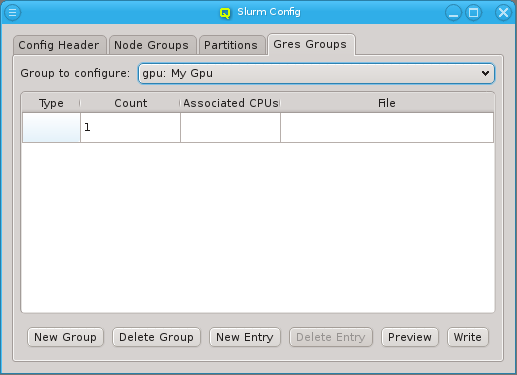 Slurm Config
Config Header Node Groups Partitions Gres Groups
Group to configure: gpu: My Gpu
Type Count Associated CPUs File
1
New Group Delete Group New Entry Delete Entry Preview Write